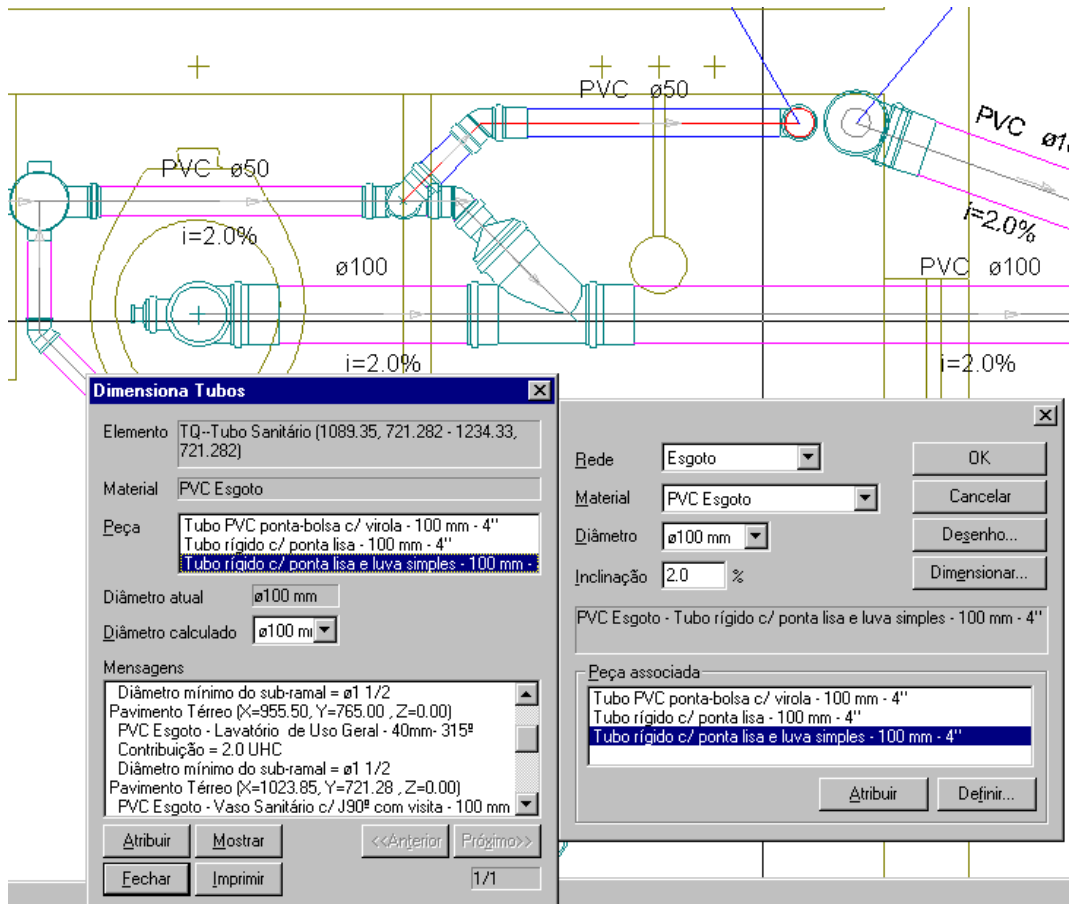 PVC ø50
PVC
PVC ø50
i=2.0%
i=2.0%
ø100
PVC ø100
i=2.0%
i=2.0%
Dimensiona Tubos
Elemento TQ--Tubo Sanitário (1089.35, 721.282 - 1234.33,
721.282)
Material PVC Esgoto
Peça
Tubo PVC ponta-bolsa c/ virola - 100 mm - 4''
Tubo rígido c/ ponta lisa - 100 mm - 4''
Tubo rígido c/ ponta lisa e luva simples - 100 mm -
Diâmetro atual ø100 mm
Diâmetro calculado ø100
Mensagens
Diâmetro mínimo do sub-ramal = ø1 1/2
Pavimento Térreo (X=955.50, Y=765.00 , Z=0.00)
PVC Esgoto - Lavatório de Uso Geral - 40mm- 315º
Contribuição = 2.0 UHC
Diâmetro mínimo do sub-ramal = ø1 1/2
Pavimento Térreo (X=1023.85, Y=721.28 , Z=0.00)
PVC Esgoto - Vaso Sanitário c/ J90º com visita - 100 mm
Atribuir Mostrar <<Anterior Próximo>>
Fechar Imprimir 1/1
Rede Esgoto OK
Material PVC Esgoto Cancelar
Diâmetro ø100 mm Desenho...
Inclinação 2.0 % Dimensionar...
PVC Esgoto - Tubo rígido c/ ponta lisa e luva simples - 100 mm - 4''
Peça associada
Tubo PVC ponta-bolsa c/ virola - 100 mm - 4''
Tubo rígido c/ ponta lisa - 100 mm - 4''
Tubo rígido c/ ponta lisa e luva simples - 100 mm - 4''
Atribuir Definir...